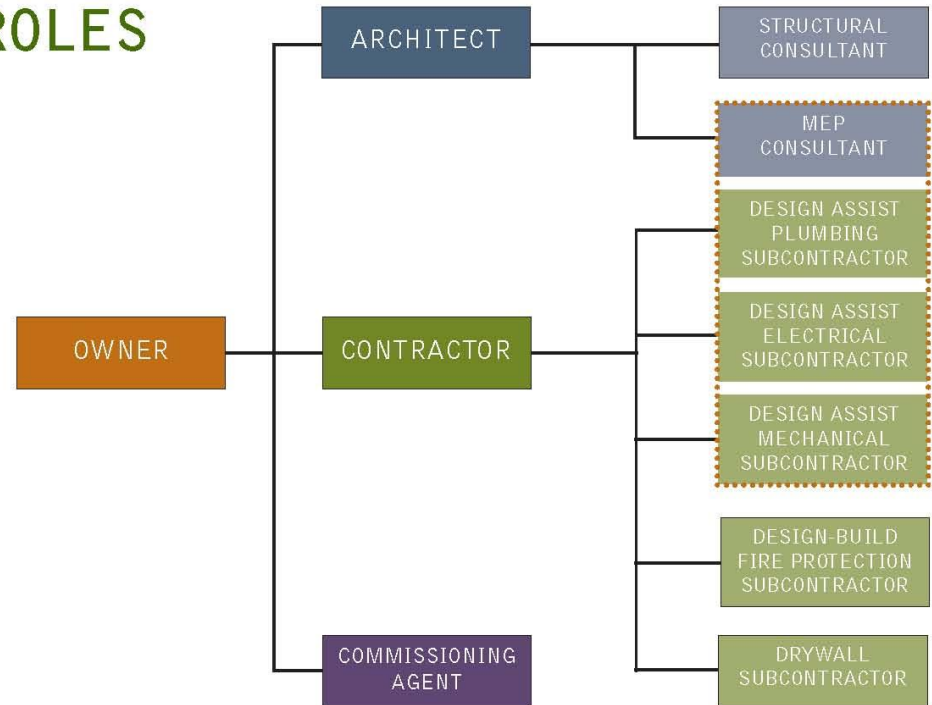 ROLES
ARCHITECT
STRUCTURAL
CONSULTANT
MEP
CONSULTANT
DESIGN ASSIST
PLUMBING
SUBCONTRACTOR
OWNER
CONTRACTOR
DESIGN ASSIST
ELECTRICAL
SUBCONTRACTOR
DESIGN ASSIST
MECHANICAL
SUBCONTRACTOR
DESIGN-BUILD
FIRE PROTECTION
SUBCONTRACTOR
COMMISSIONING
AGENT
DRYWALL
SUBCONTRACTOR